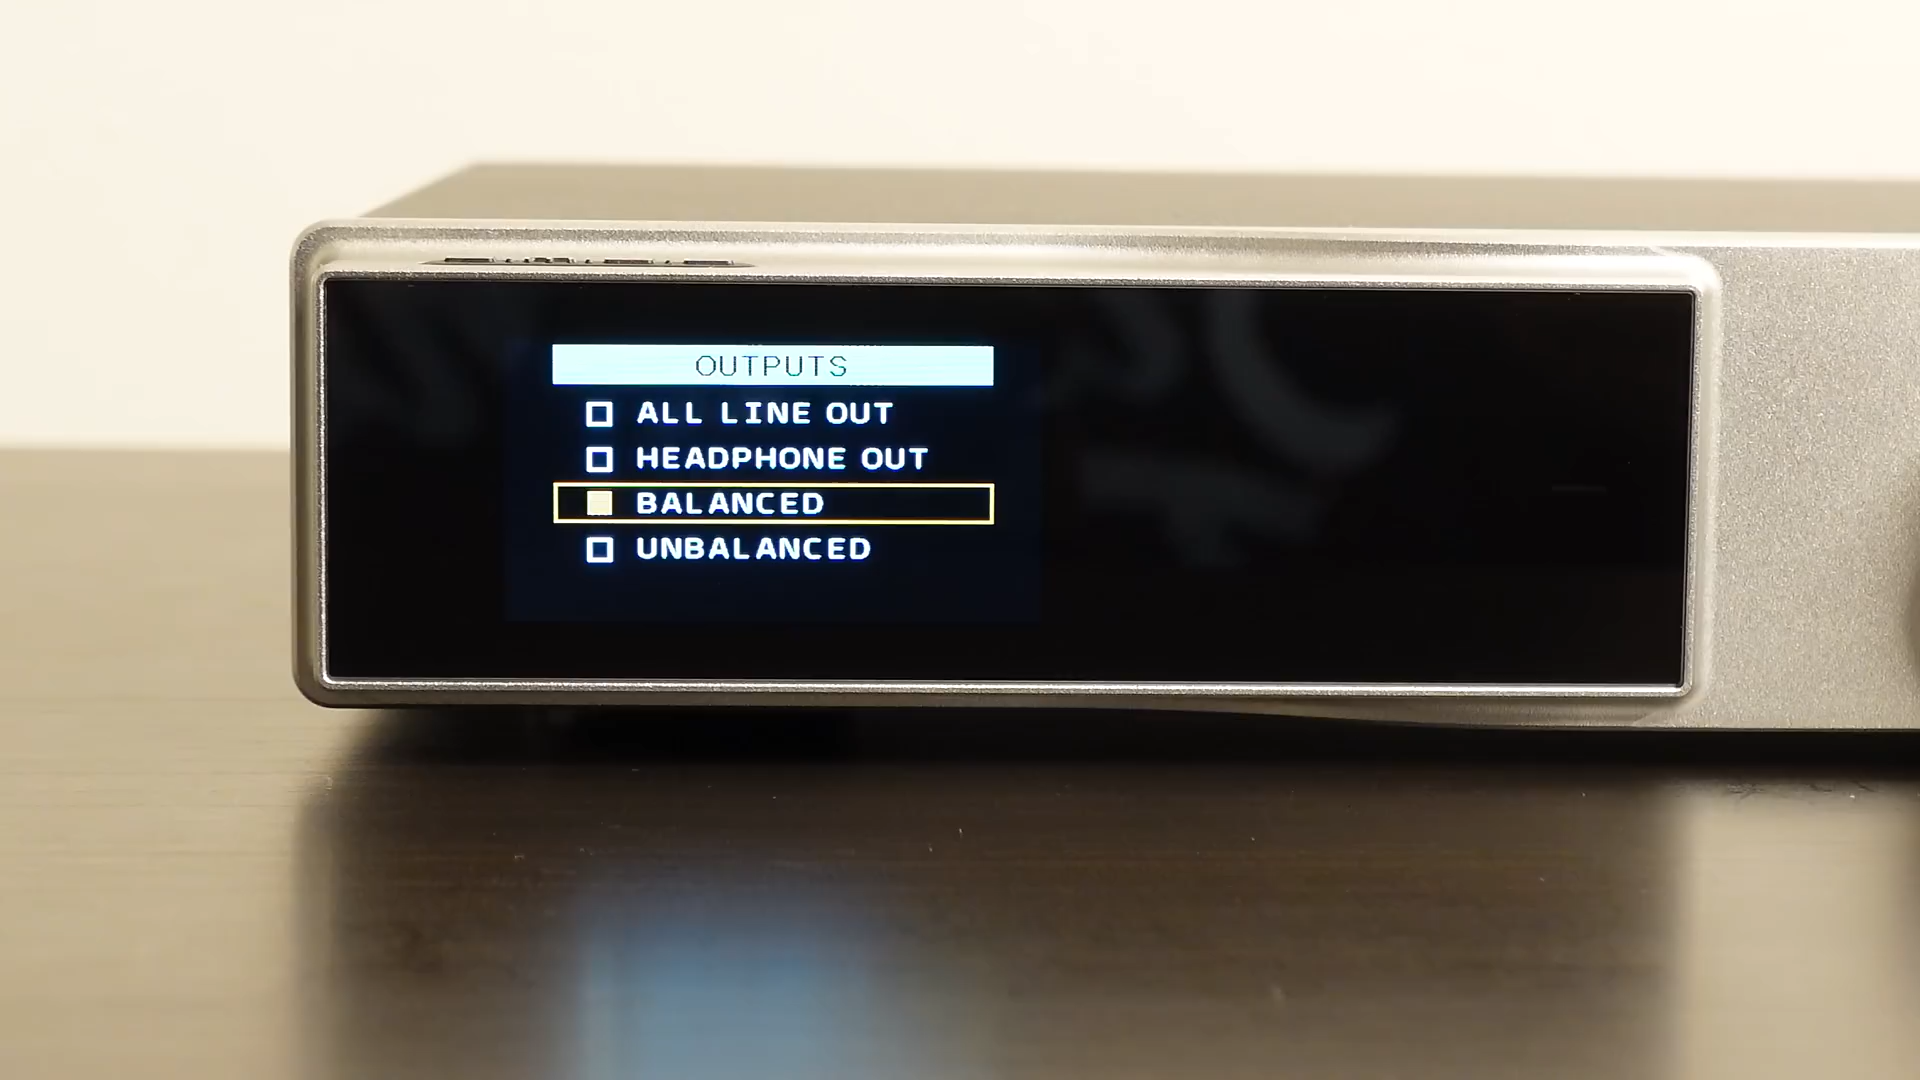 OUTPUTS
ALL LINE OUT
HEADPHONE OUT
BALANCED
UNBALANCED